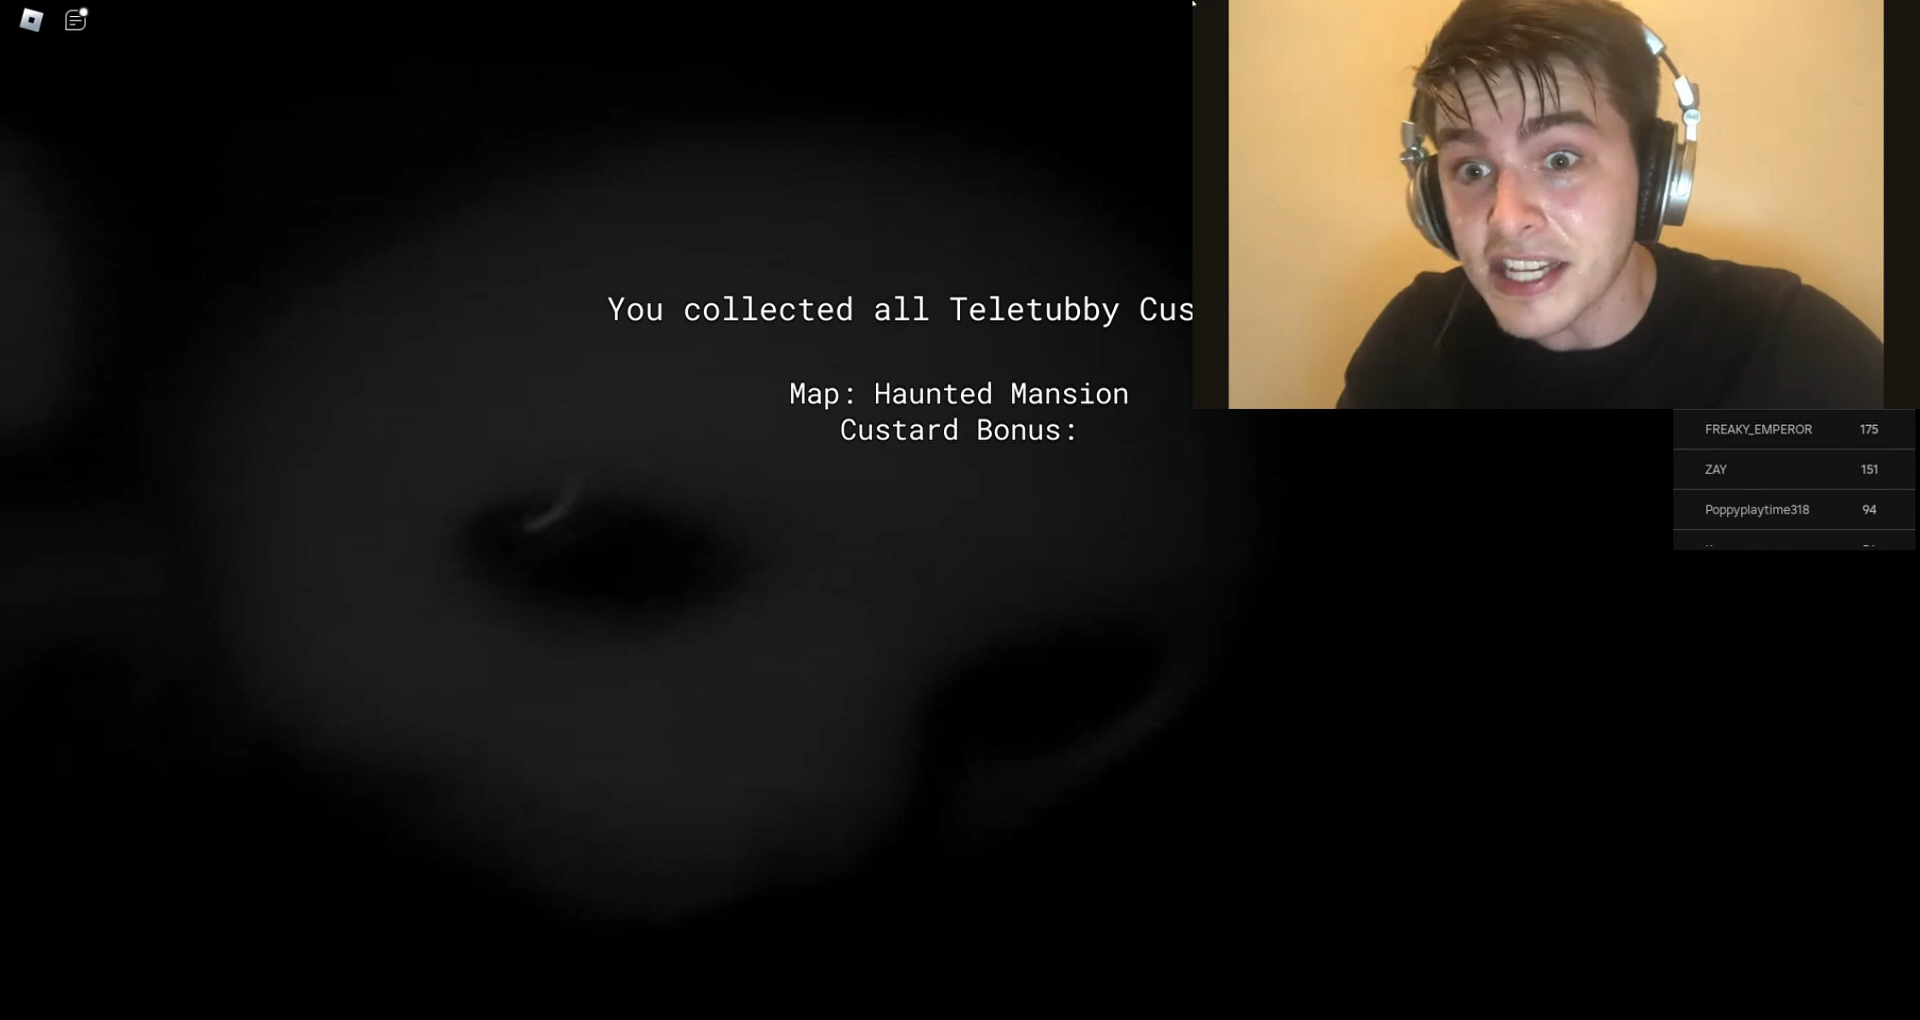 You collected all Teletubby Cus
Map: Haunted Mansion
Custard Bonus:
FREAKY_EMPEROR 175
ZAY 151
Poppyplaytime318 94